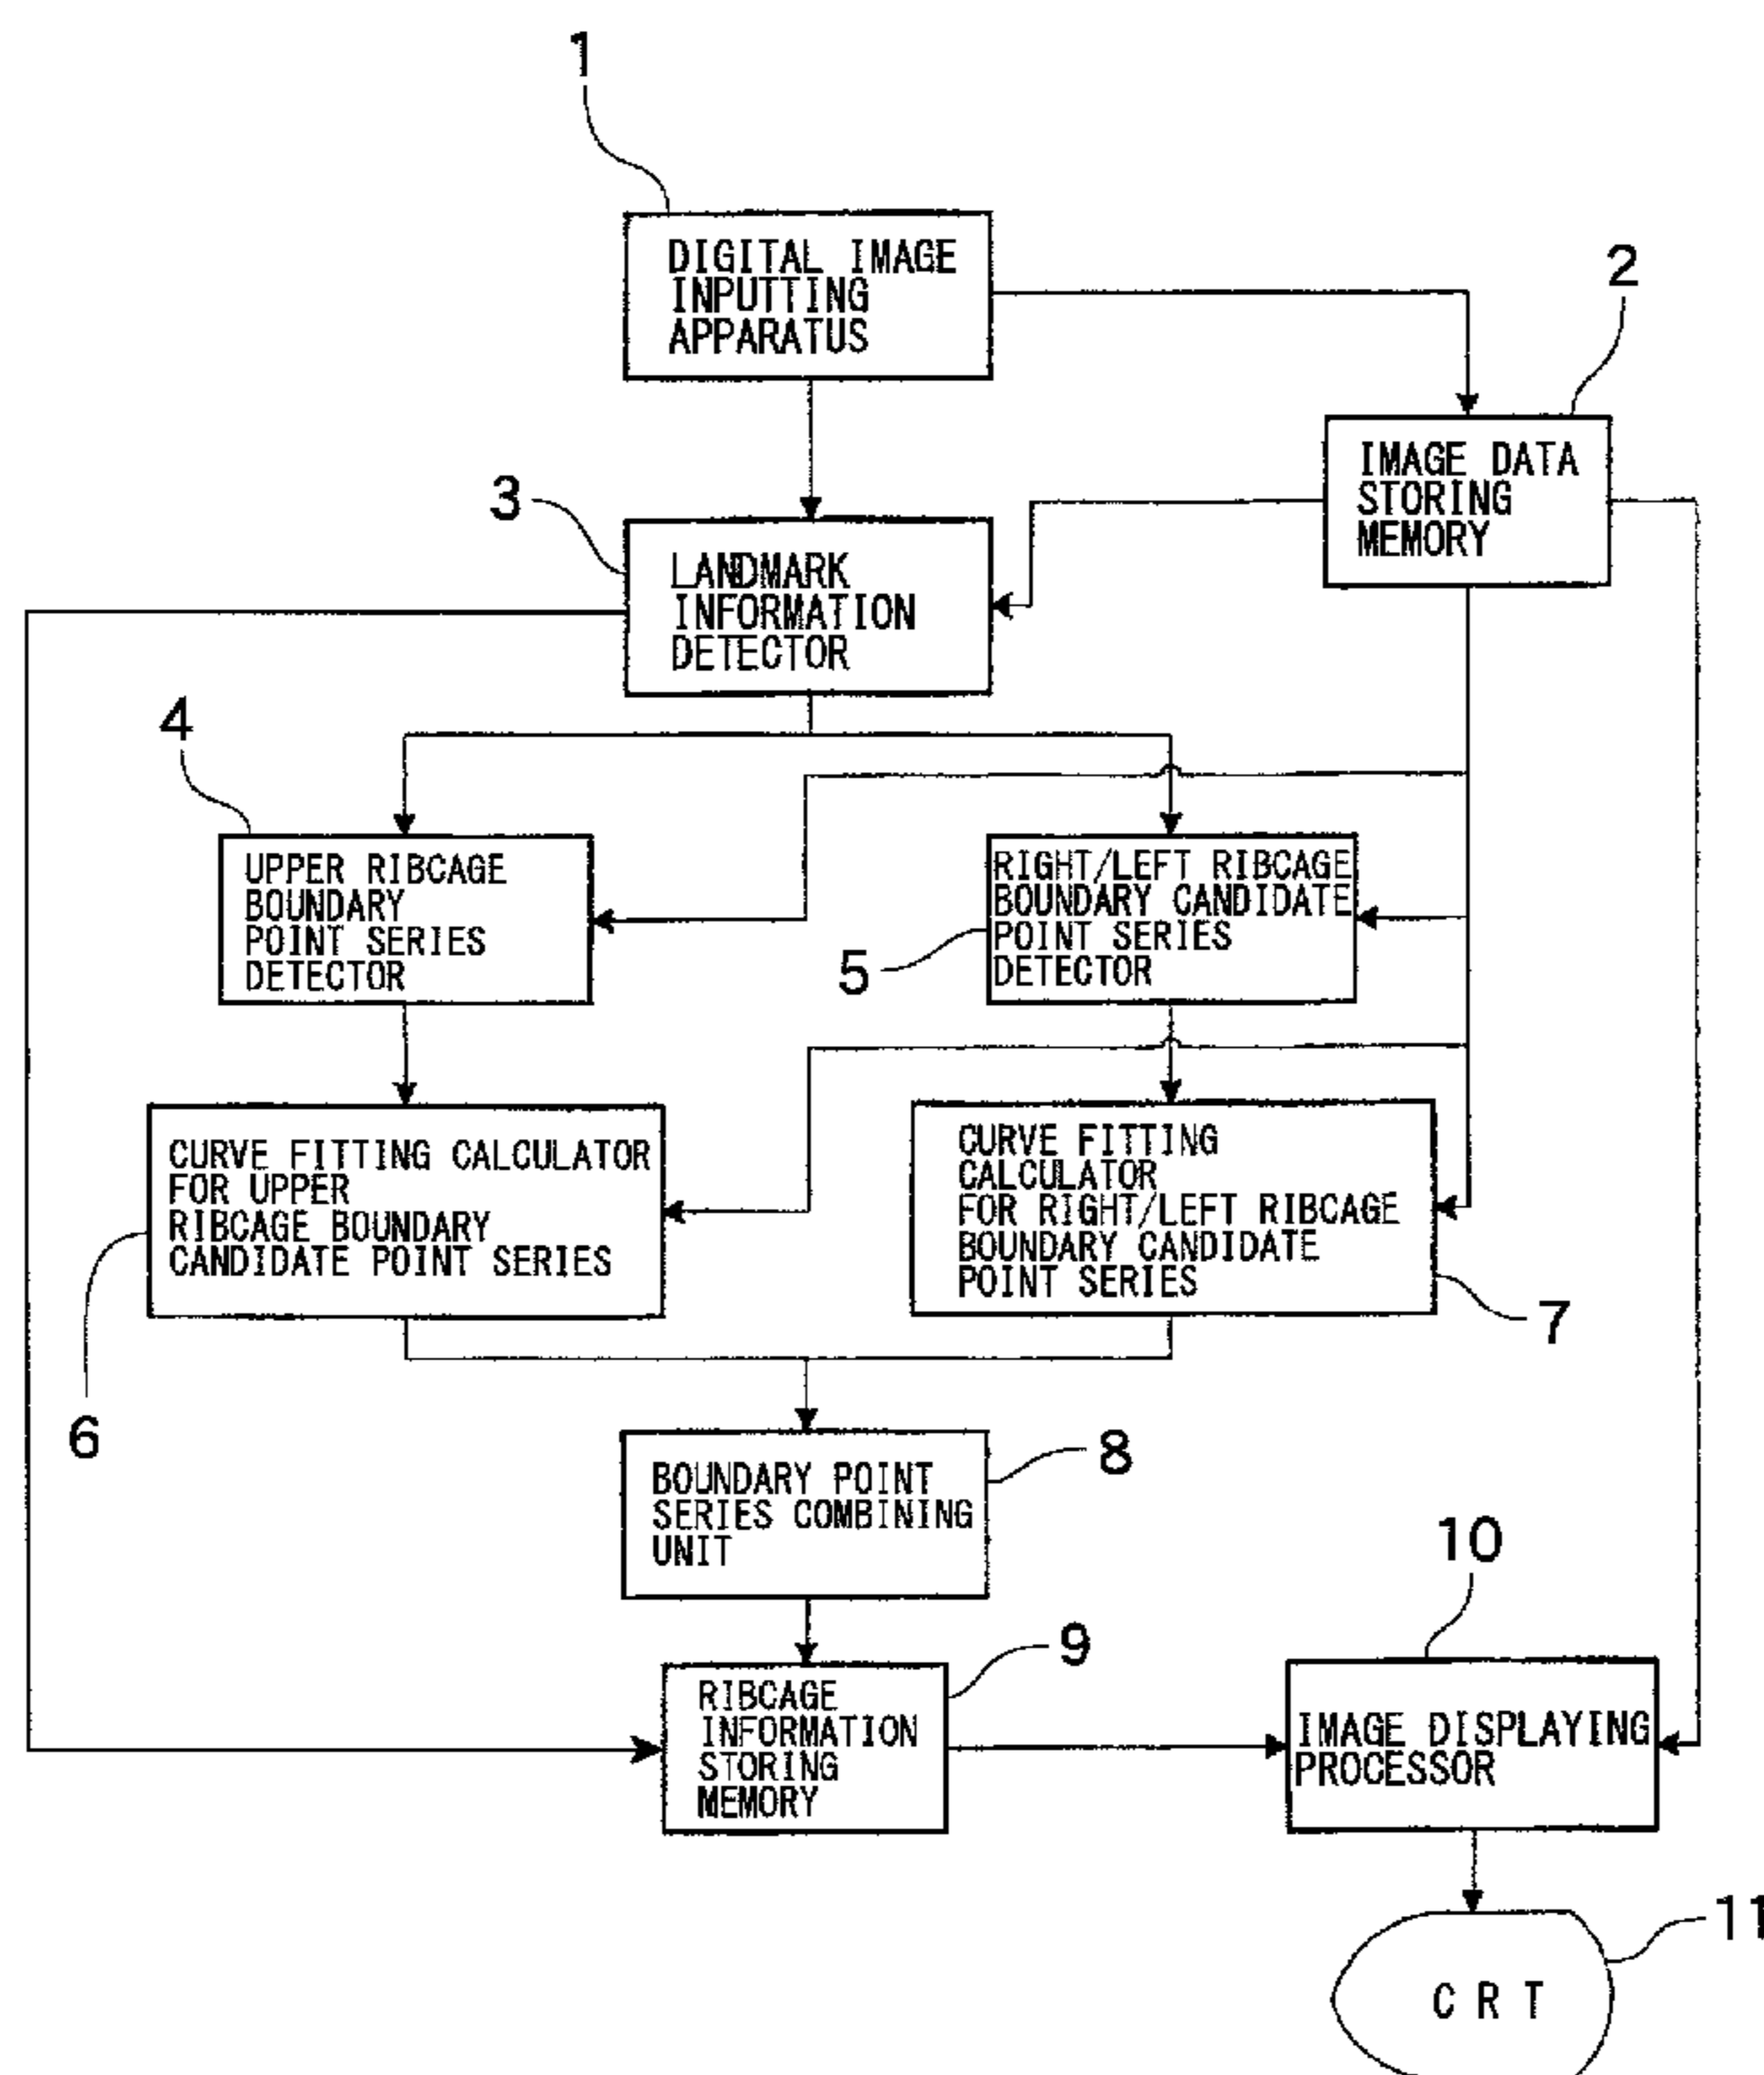 1
DIGITAL IMAGE
INPUTTING
APPARATUS
2
IMAGE DATA
STORING
MEMORY
3
LANDMARK
INFORMATION
DETECTOR
4
UPPER RIBCAGE
BOUNDARY
POINT SERIES
DETECTOR
RIGHT/LEFT RIBCAGE
BOUNDARY CANDIDATE
POINT SERIES
DETECTOR
5
CURVE FITTING CALCULATOR
FOR UPPER
RIBCAGE BOUNDARY
CANDIDATE POINT SERIES
6
CURVE FITTING
CALCULATOR
FOR RIGHT/LEFT RIBCAGE
BOUNDARY CANDIDATE
POINT SERIES
7
BOUNDARY POINT
SERIES COMBINING
UNIT
8
RIBCAGE
INFORMATION
STORING
MEMORY
9
10
IMAGE DISPLAYING
PROCESSOR
11
CRT